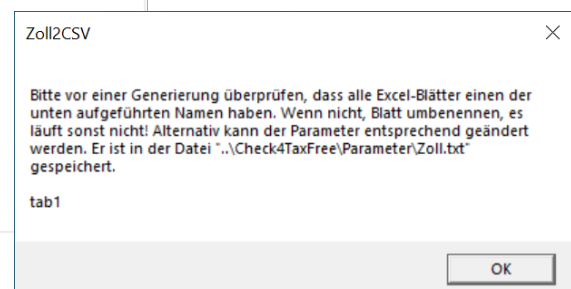 Zoll2CSV
Bitte vor einer Generierung überprüfen, dass alle Excel-Blätter einen der
unten aufgeführten Namen haben. Wenn nicht, Blatt umbenennen, es
läuft sonst nicht! Alternativ kann der Parameter entsprechend geändert
werden. Er ist in der Datei "..\Check4TaxFree\Parameter\Zoll.txt"
gespeichert.
tab1
OK